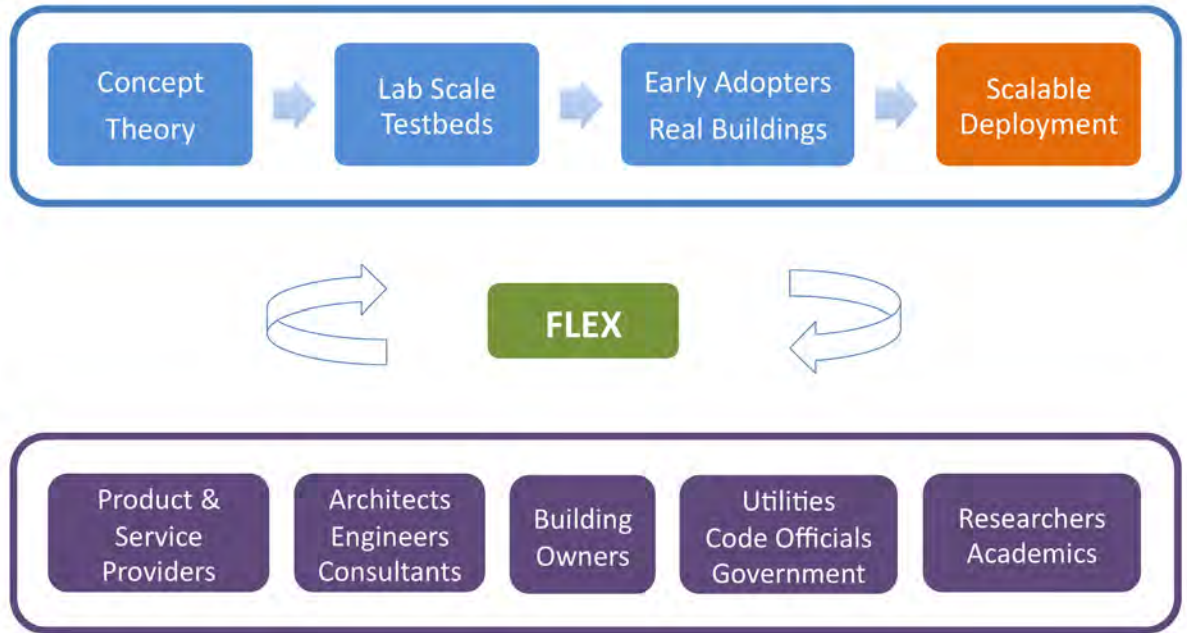 Concept
Theory
Lab Scale
Testbeds
Early Adopters
Real Buildings
Scalable
Deployment
FLEX
Product &
Service
Providers
Architects
Engineers
Consultants
Building
Owners
Utilities
Code Officials
Government
Researchers
Academics